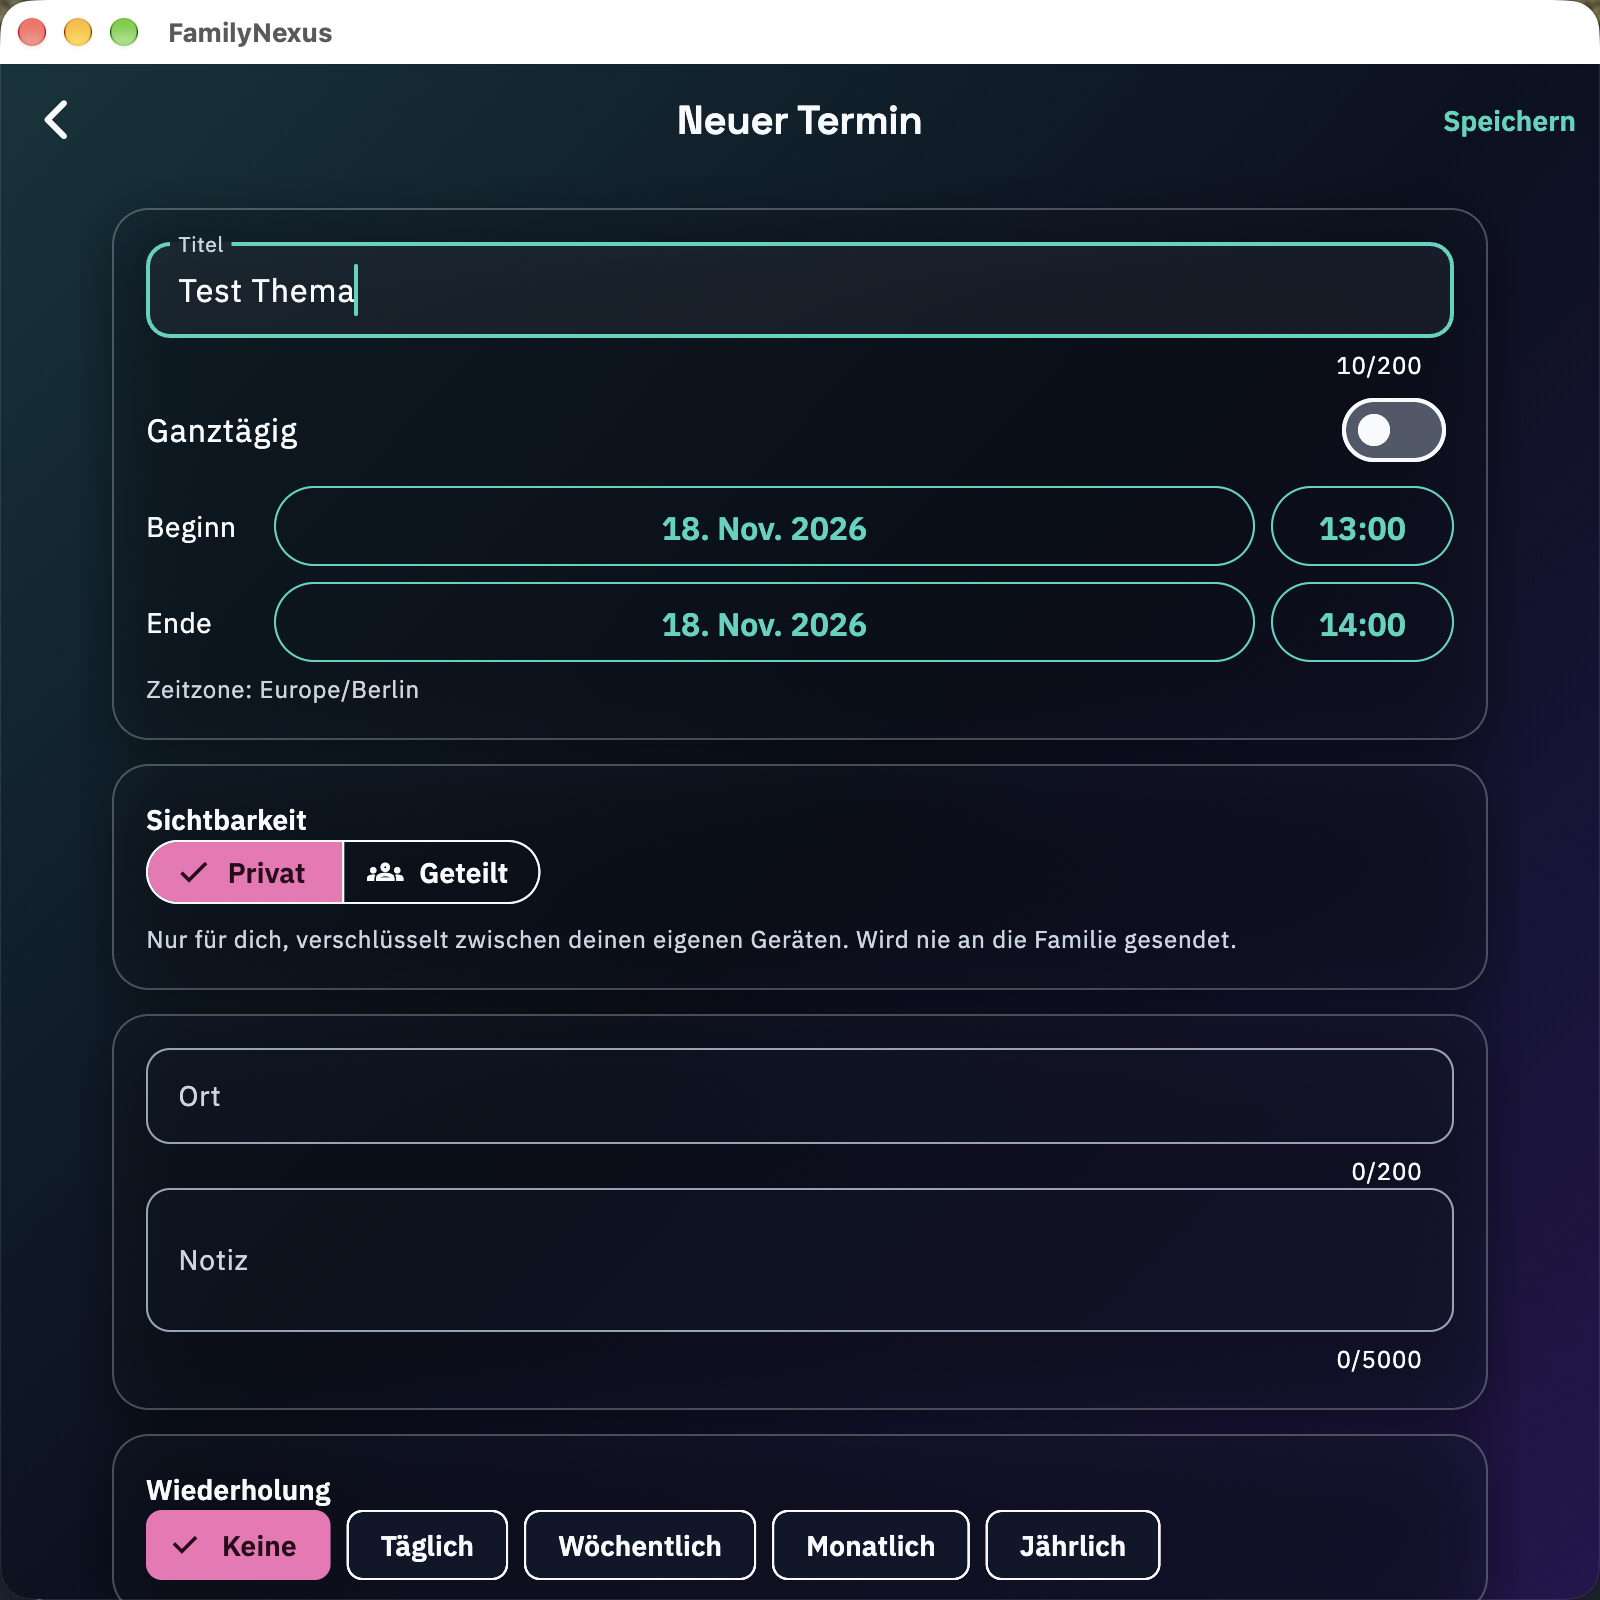 FamilyNexus
Neuer Termin
Speichern
Titel
Test Thema
10/200
Ganztägig
Beginn
18. Nov. 2026
13:00
Ende
18. Nov. 2026
14:00
Zeitzone: Europe/Berlin
Sichtbarkeit
Privat
Geteilt
Nur für dich, verschlüsselt zwischen deinen eigenen Geräten. Wird nie an die Familie gesendet.
Ort
0/200
Notiz
0/5000
Wiederholung
Keine
Täglich
Wöchentlich
Monatlich
Jährlich